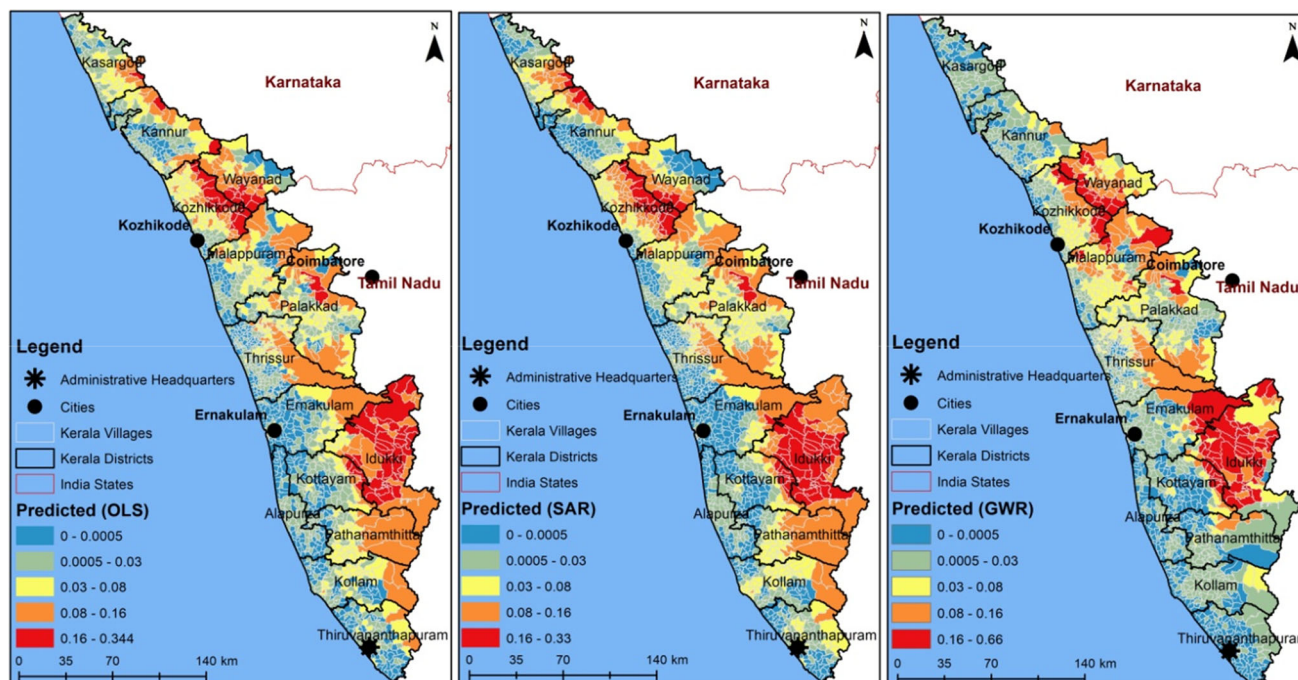 N
Kasargod
Karnataka
Kannur
Wayanad
Kozhikkode
Kozhikode
Malappuram
Coimbatore
Tamil Nadu
Palakkad
Legend
Thrissur
Administrative Headquarters
Cities
Ernakulam
Ernakulam
Kerala Villages
Kerala Districts
Idukki
India States
Kottayam
Predicted (OLS)
Alapurza
0 - 0.0005
Pathanamthitta
0.0005 - 0.03
0.03 - 0.08
Kollam
0.08 - 0.16
0.16 - 0.344
Thiruvananthapuram
0 35 70 140 km
N
Kasargod
Karnataka
Kannur
Wayanad
Kozhikkode
Kozhikode
Malappuram
Coimbatore
Tamil Nadu
Palakkad
Legend
Thrissur
Administrative Headquarters
Cities
Ernakulam
Ernakulam
Kerala Villages
Kerala Districts
Idukki
India States
Kottayam
Predicted (SAR)
Alapurza
0 - 0.0005
Pathanamthitta
0.0005 - 0.03
0.03 - 0.08
Kollam
0.08 - 0.16
0.16 - 0.33
Thiruvananthapuram
0 35 70 140 km
N
Kasargod
Karnataka
Kannur
Wayanad
Kozhikkode
Kozhikode
Malappuram
Coimbatore
Tamil Nadu
Palakkad
Legend
Thrissur
Administrative Headquarters
Cities
Ernakulam
Ernakulam
Kerala Villages
Kerala Districts
Idukki
India States
Kottayam
Predicted (GWR)
Alapurza
0 - 0.0005
Pathanamthitta
0.0005 - 0.03
0.03 - 0.08
Kollam
0.08 - 0.16
0.16 - 0.66
Thiruvananthapuram
0 35 70 140 km